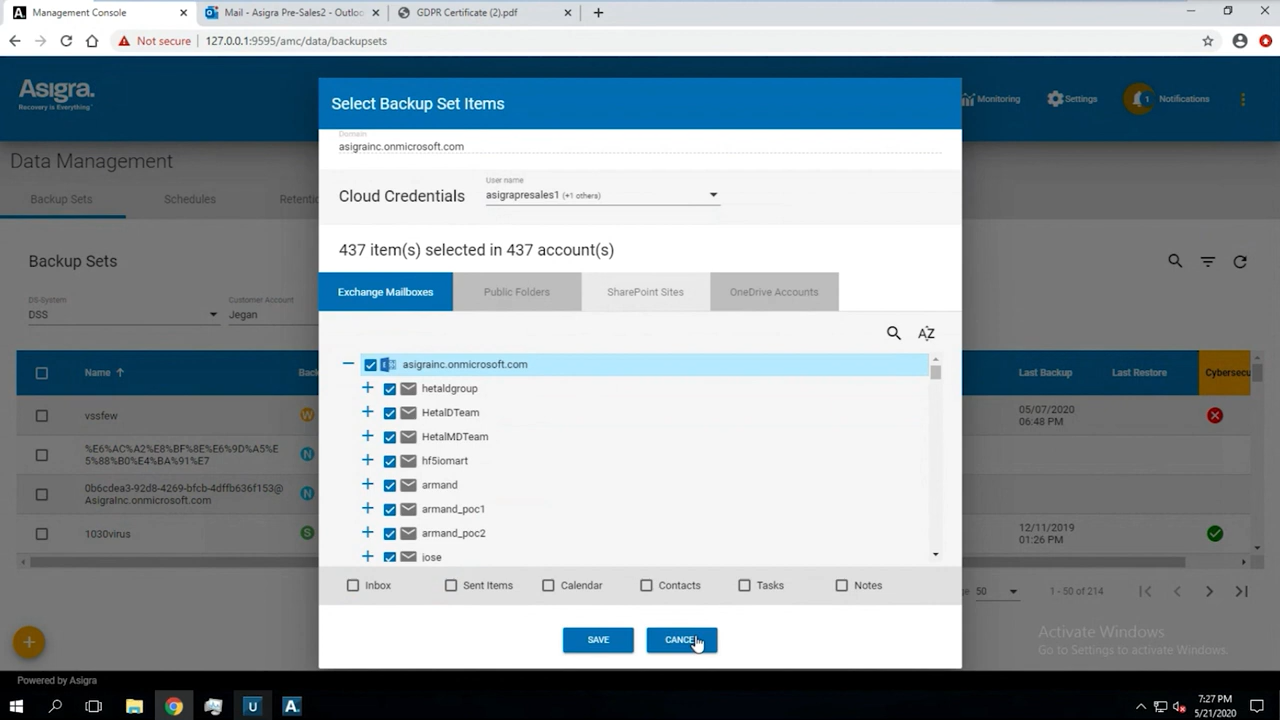 Management Console
Mail - Asigra Pre-Sales2 - Outloo
GDPR Certificate (2).pdf
Not secure
127.0.0.1:9595/amc/data/backupsets
Asigra.
Recovery is Everything
Monitoring
Settings
1
Notifications
Data Management
Backup Sets
Schedules
Retentio
Backup Sets
DS-System
DSS
Customer Account
Jegan
Name
Back
Last Backup
Last Restore
Cybersecu
vssfew
W
05/07/2020
06:48 PM
%E6%AC%A2%E8%BF%8E%E6%9D%A5%E
5%88%B0%E4%BA%91%E7
N
0b6cdea3-92d8-4269-bfcb-4dffb636f153@
AsigraInc.onmicrosoft.com
N
1030virus
S
12/11/2019
01:26 PM
50
1 - 50 of 214
Select Backup Set Items
Domain
asigrainc.onmicrosoft.com
Cloud Credentials
User name
asigrapresales1 (+1 others)
437 item(s) selected in 437 account(s)
Exchange Mailboxes
Public Folders
SharePoint Sites
OneDrive Accounts
AZ
asigrainc.onmicrosoft.com
hetaldgroup
HetalDTeam
HetalMDTeam
hf5iomart
armand
armand_poc1
armand_poc2
jose
Inbox
Sent Items
Calendar
Contacts
Tasks
Notes
SAVE
CANCEL
Activate Windows
Go to Settings to activate Windows.
Powered by Asigra
7:27 PM
5/21/2020